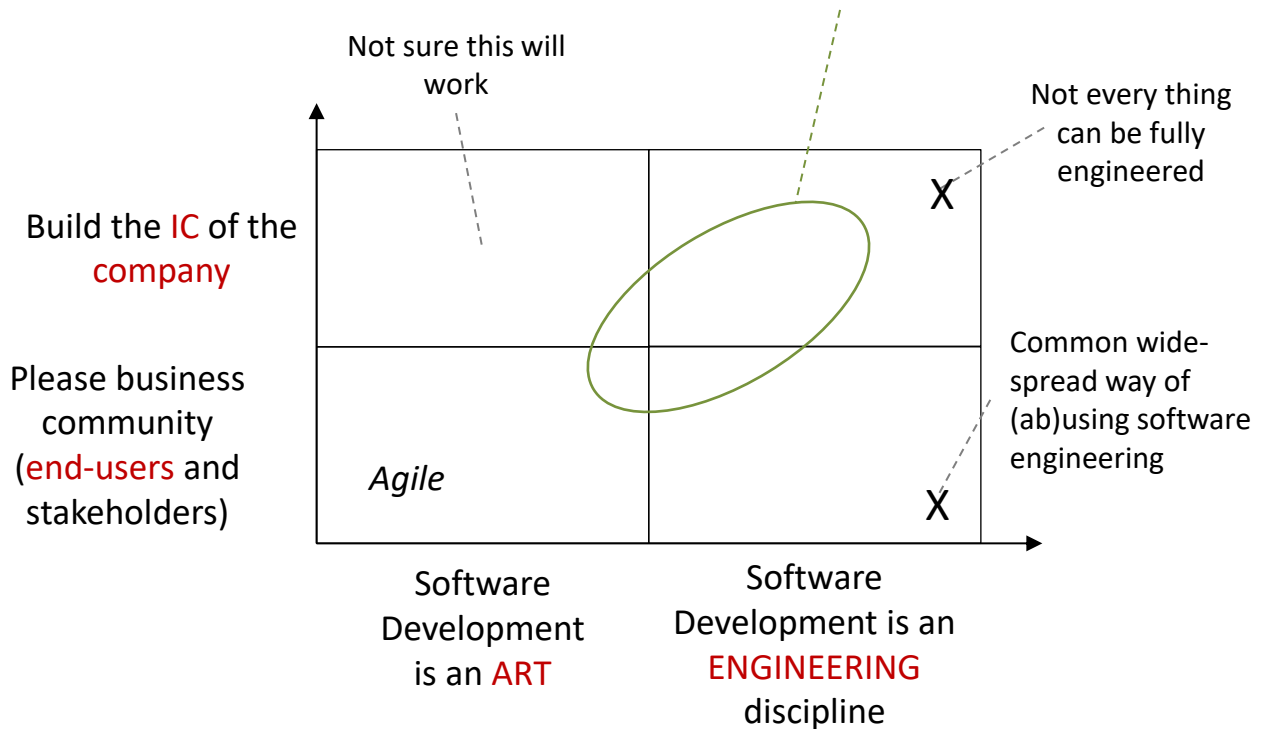 Not sure this will
work
Not every thing
can be fully
engineered
X
Build the IC of the
company
Common wide-
spread way of
(ab)using software
engineering
Please business
community
(end-users and
stakeholders)
Agile
X
Software
Development
is an ART
Software
Development is an
ENGINEERING
discipline